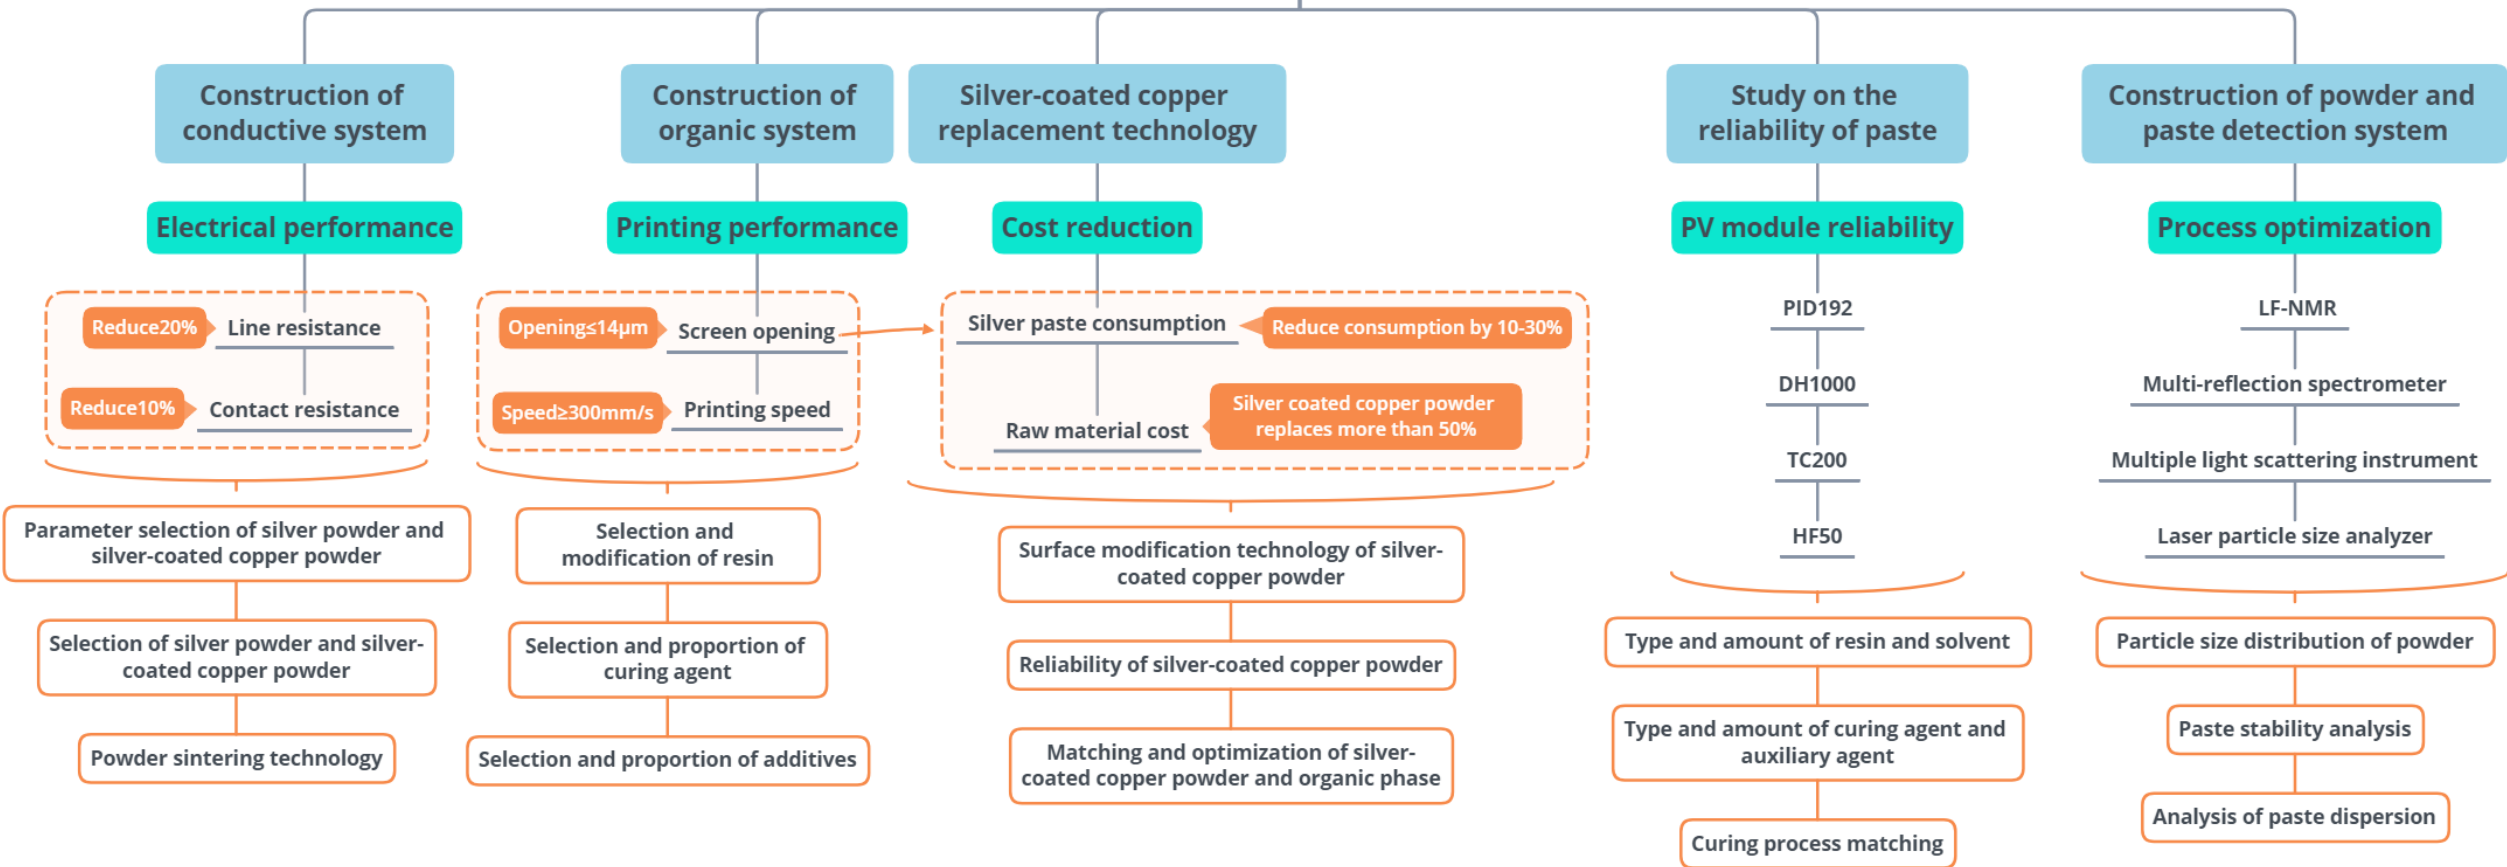 Construction of
conductive system
Electrical performance
Reduce20%
Line resistance
Reduce10%
Contact resistance
Parameter selection of silver powder and
silver-coated copper powder
Selection of silver powder and silver-
coated copper powder
Powder sintering technology
Construction of
organic system
Printing performance
Opening≤14μm
Screen opening
Speed≥300mm/s
Printing speed
Selection and
modification of resin
Selection and proportion of
curing agent
Selection and proportion of additives
Silver-coated copper
replacement technology
Cost reduction
Silver paste consumption
Reduce consumption by 10-30%
Raw material cost
Silver coated copper powder
replaces more than 50%
Surface modification technology of silver-
coated copper powder
Reliability of silver-coated copper powder
Matching and optimization of silver-
coated copper powder and organic phase
Study on the
reliability of paste
PV module reliability
PID192
DH1000
TC200
HF50
Type and amount of resin and solvent
Type and amount of curing agent and
auxiliary agent
Curing process matching
Construction of powder and
paste detection system
Process optimization
LF-NMR
Multi-reflection spectrometer
Multiple light scattering instrument
Laser particle size analyzer
Particle size distribution of powder
Paste stability analysis
Analysis of paste dispersion